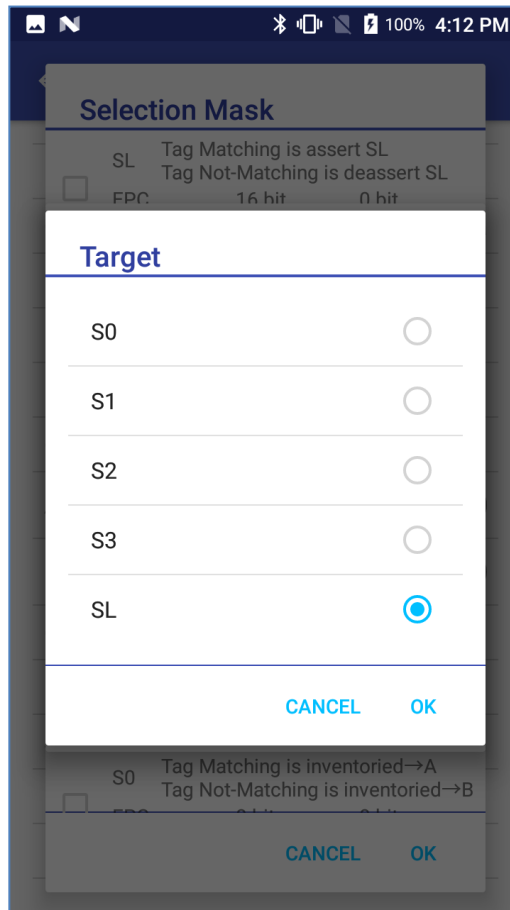 100% 4:12 PM
Selection Mask
SL
Tag Matching is assert SL
Tag Not-Matching is deassert SL
EPC 16 bit 0 bit
Target
S0
S1
S2
S3
SL
CANCEL OK
S0
Tag Matching is inventoried→A
Tag Not-Matching is inventoried→B
CANCEL OK